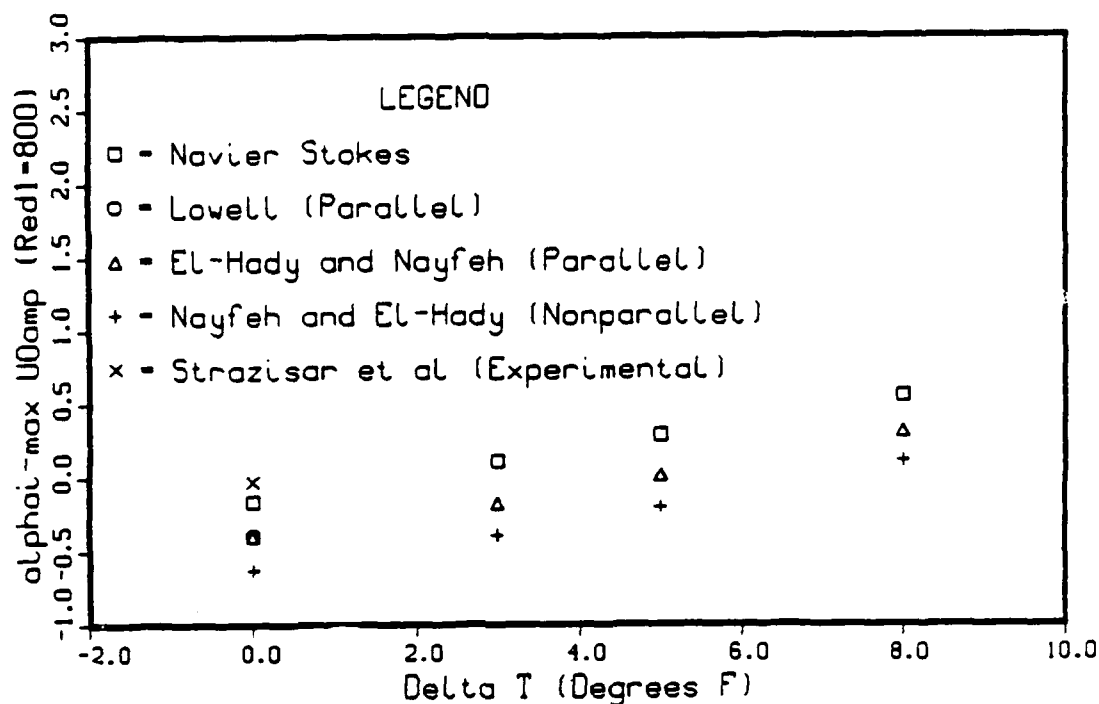 3.0
2.5
2.0
1.5
1.0
0.5
0.0
-0.5
-1.0
alphai-max U0amp (Red1=800)
LEGEND
□ = Navier Stokes
○ = Lowell (Parallel)
△ = El-Hady and Nayfeh (Parallel)
+ = Nayfeh and El-Hady (Nonparallel)
× = Strazisar et al (Experimental)
-2.0 0.0 2.0 4.0 6.0 8.0 10.0
Delta T (Degrees F)